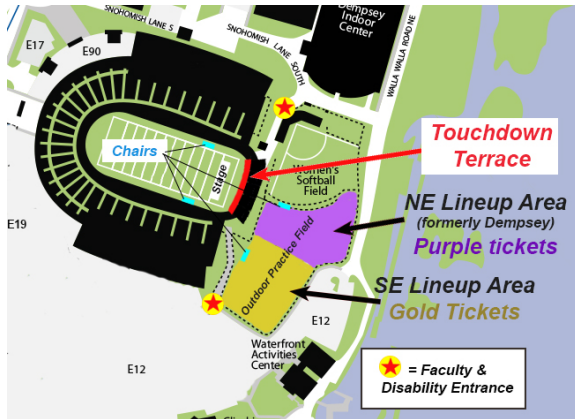 SNOHOMISH LANE S
SNOHOMISH LANE SOUTH
Dempsey
Indoor
Center
WALLA WALLA ROAD NE
E17
E90
Chairs
Stage
Touchdown
Terrace
Women's
Softball
Field
NE Lineup Area
(formerly Dempsey)
Purple tickets
E19
Outdoor Practice Field
SE Lineup Area
Gold Tickets
E12
E12
Waterfront
Activities
Center
= Faculty &
Disability Entrance